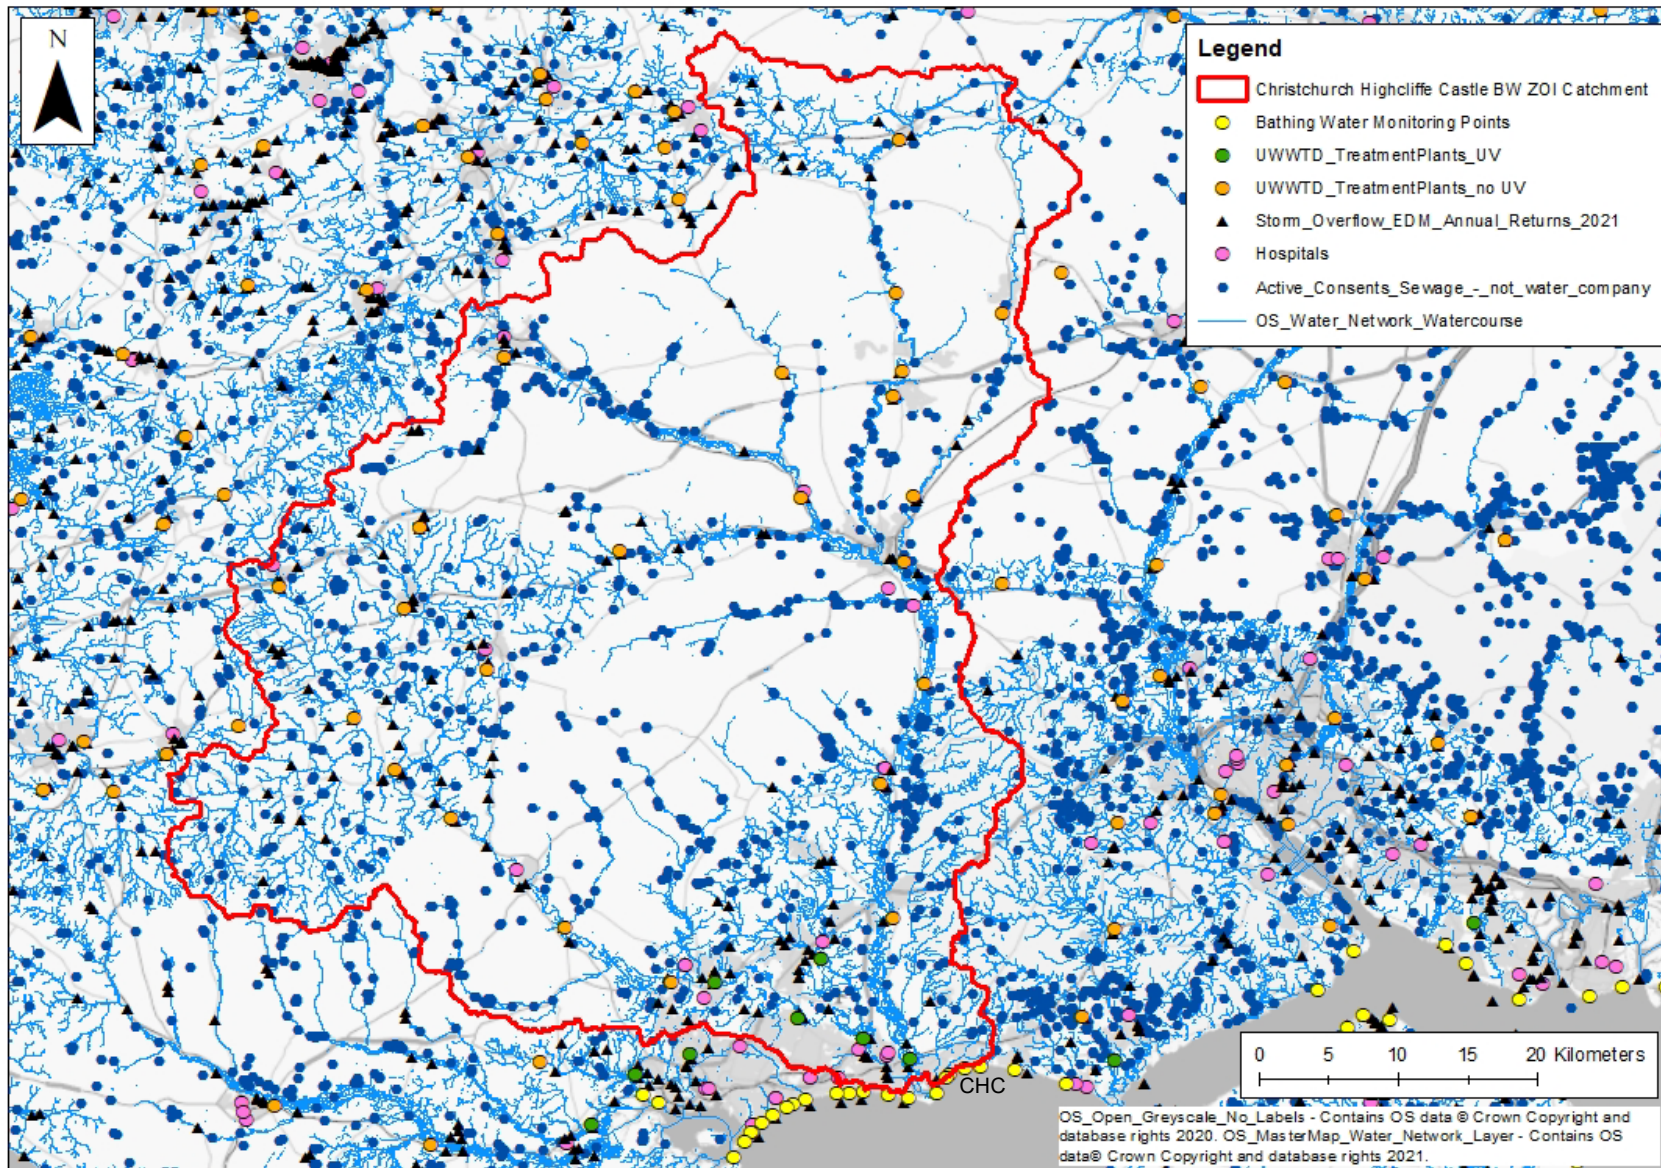 N
Legend
Christchurch Highcliffe Castle BW ZOI Catchment
Bathing Water Monitoring Points
UWWTD_TreatmentPlants_UV
UWWTD_TreatmentPlants_no UV
Storm_Overflow_EDM_Annual_Returns_2021
Hospitals
Active_Consents_Sewage_-_not_water_company
OS_Water_Network_Watercourse
CHC
0 5 10 15 20 Kilometers
OS_Open_Greyscale_No_Labels - Contains OS data © Crown Copyright and
database rights 2020. OS_MasterMap_Water_Network_Layer - Contains OS
data© Crown Copyright and database rights 2021.